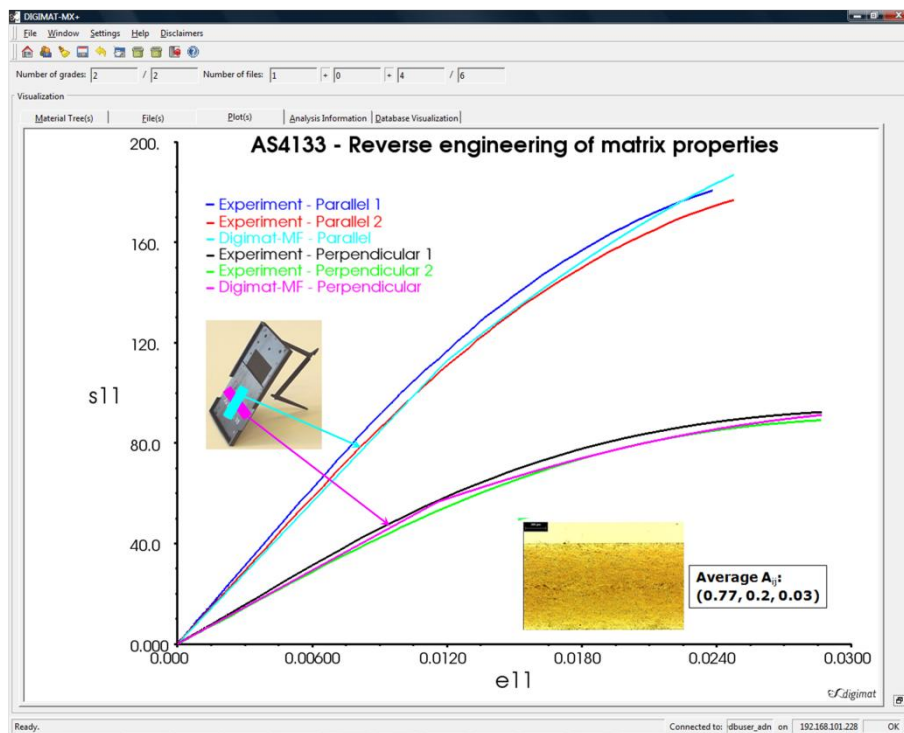 DIGIMAT-MX+
File Window Settings Help Disclaimers
Number of grades: 2 / 2 Number of files: 1 + 0 + 4 / 6
Visualization
Material Tree(s) File(s) Plot(s) Analysis Information Database Visualization
AS4133 - Reverse engineering of matrix properties
200.
Experiment - Parallel 1
Experiment - Parallel 2
Digimat-MF - Parallel
Experiment - Perpendicular 1
Experiment - Perpendicular 2
Digimat-MF - Perpendicular
160.
120.
s11
80.0
40.0
Average Aij:
(0.77, 0.2, 0.03)
0.000
0.000 0.00600 0.0120 0.0180 0.0240 0.0300
e11
digimat
Ready. Connected to: dbuser_adn on 192.168.101.228 OK